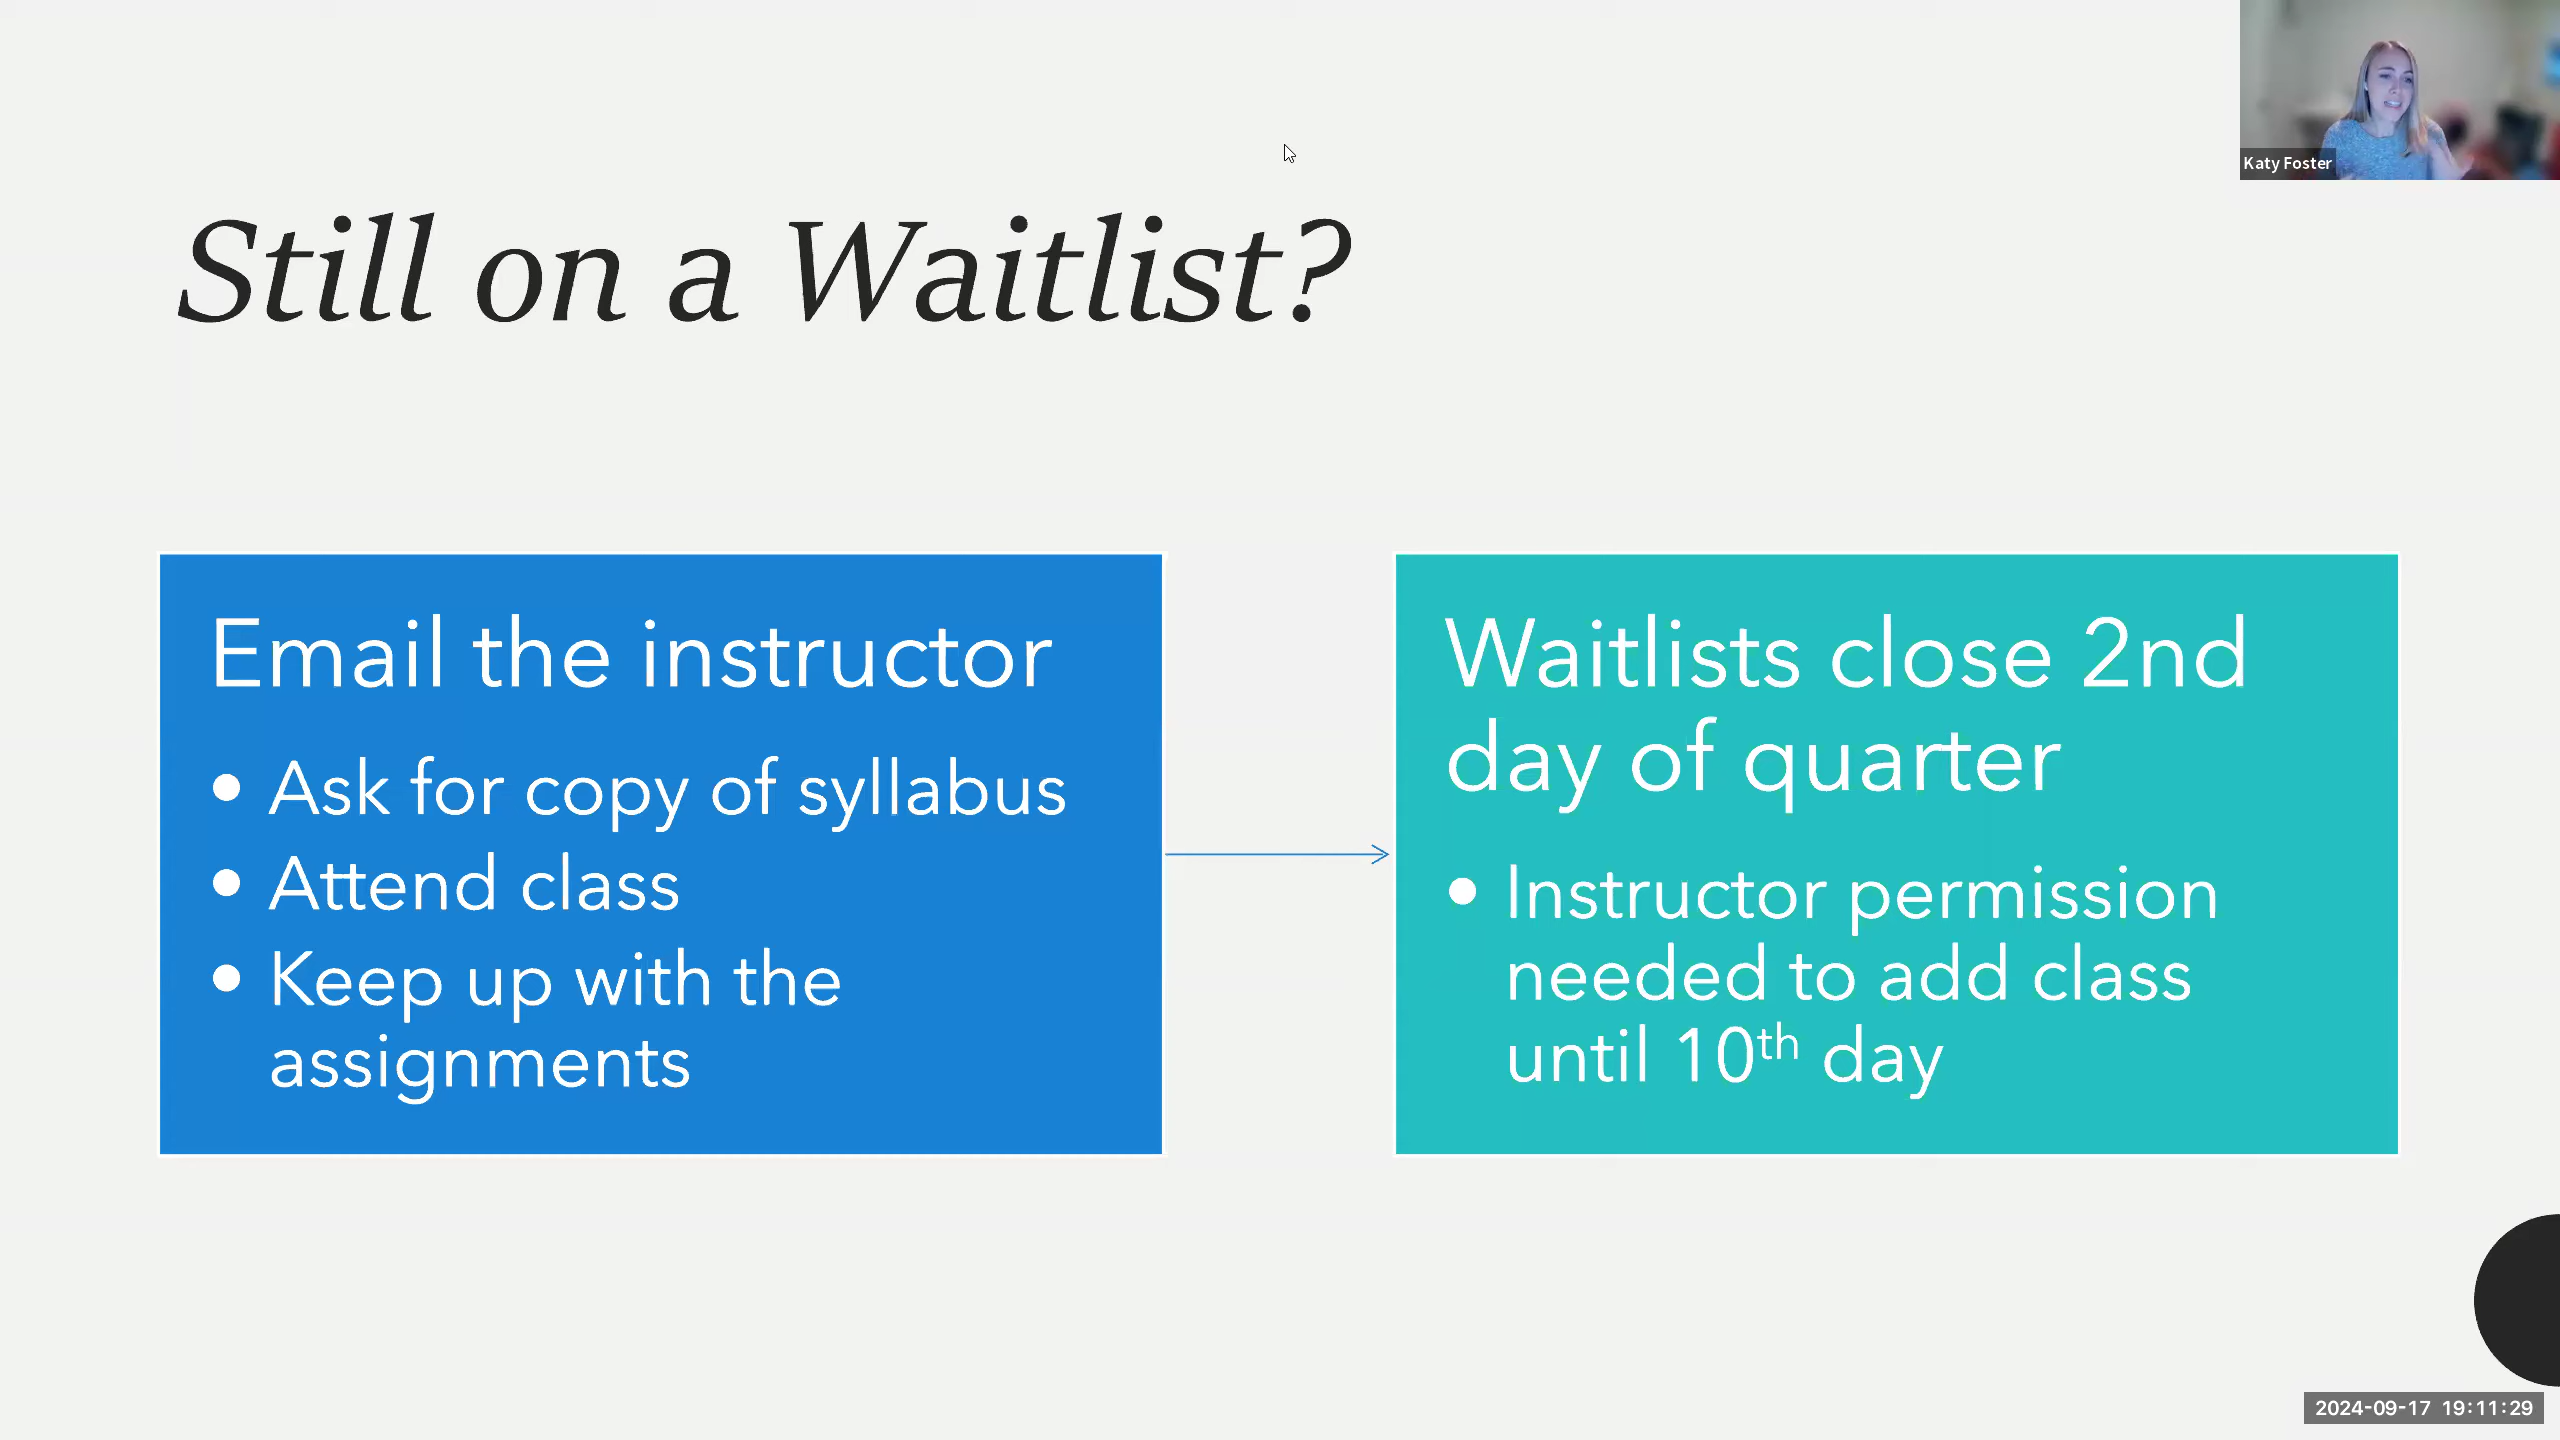 Katy Foster
Still on a Waitlist?
Email the instructor
• Ask for copy of syllabus
• Attend class
• Keep up with the
assignments
Waitlists close 2nd
day of quarter
• Instructor permission
needed to add class
until 10th day
2024-09-17 19:11:29